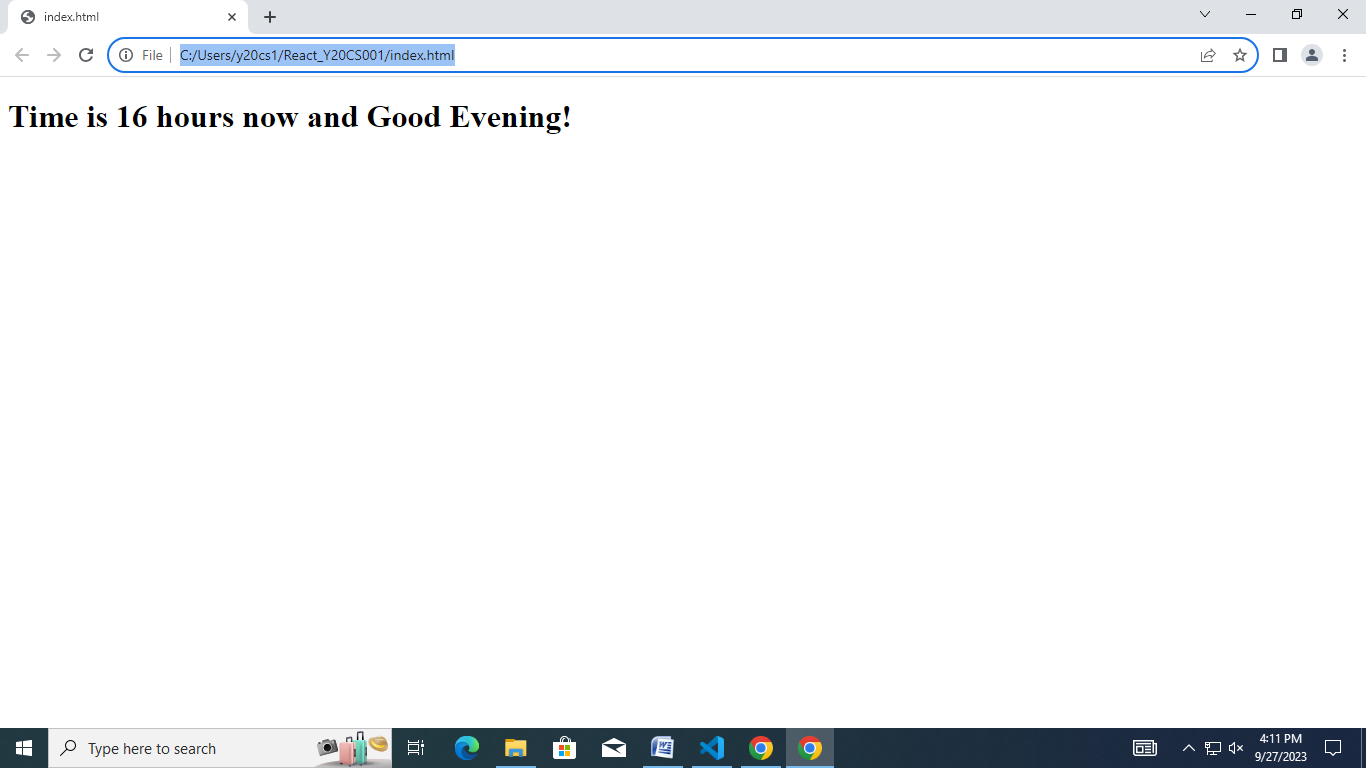 index.html
File
C:/Users/y20cs1/React_Y20CS001/index.html
Time is 16 hours now and Good Evening!
Type here to search
4:11 PM
9/27/2023